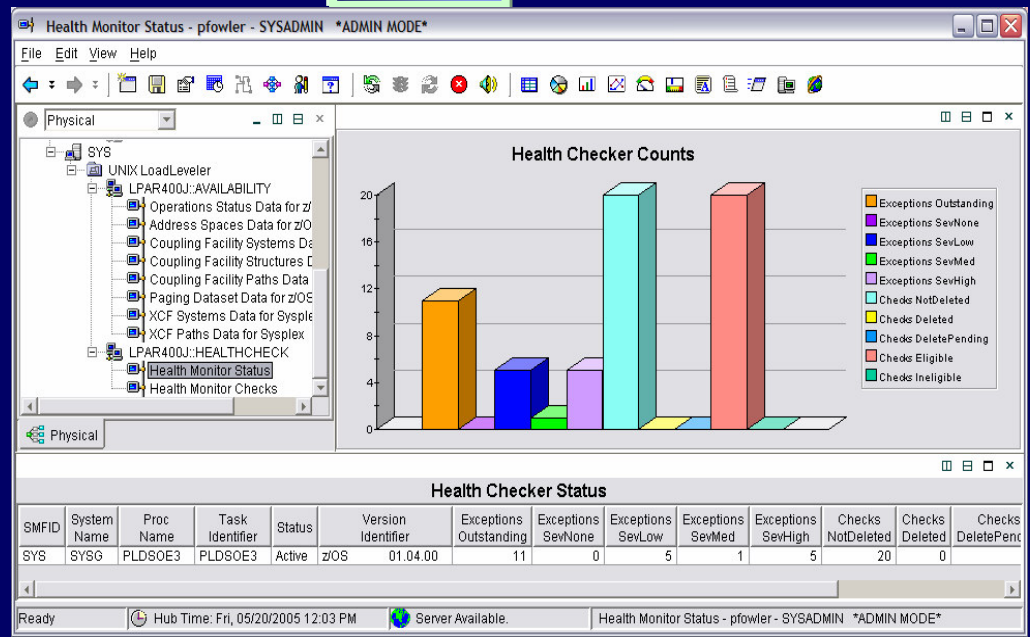 Health Monitor Status - pfowler - SYSADMIN *ADMIN MODE*
File Edit View Help
Physical
SYS
UNIX LoadLeveler
LPAR400J::AVAILABILITY
Operations Status Data for z/
Address Spaces Data for z/O
Coupling Facility Systems Da
Coupling Facility Structures D
Coupling Facility Paths Data
Paging Dataset Data for z/OS
XCF Systems Data for Sysple
XCF Paths Data for Sysplex
LPAR400J::HEALTHCHECK
Health Monitor Status
Health Monitor Checks
Physical
Health Checker Counts
20
16
12
8
4
0
Exceptions Outstanding
Exceptions SevNone
Exceptions SevLow
Exceptions SevMed
Exceptions SevHigh
Checks NotDeleted
Checks Deleted
Checks DeletePending
Checks Eligible
Checks Ineligible
Health Checker Status
SMFID System Name Proc Name Task Identifier Status Version Identifier Exceptions Outstanding Exceptions SevNone Exceptions SevLow Exceptions SevMed Exceptions SevHigh Checks NotDeleted Checks Deleted Checks DeletePend
SYS SYSG PLDSOE3 PLDSOE3 Active z/OS 01.04.00 11 0 5 1 5 20 0
Ready Hub Time: Fri, 05/20/2005 12:03 PM Server Available. Health Monitor Status - pfowler - SYSADMIN *ADMIN MODE*